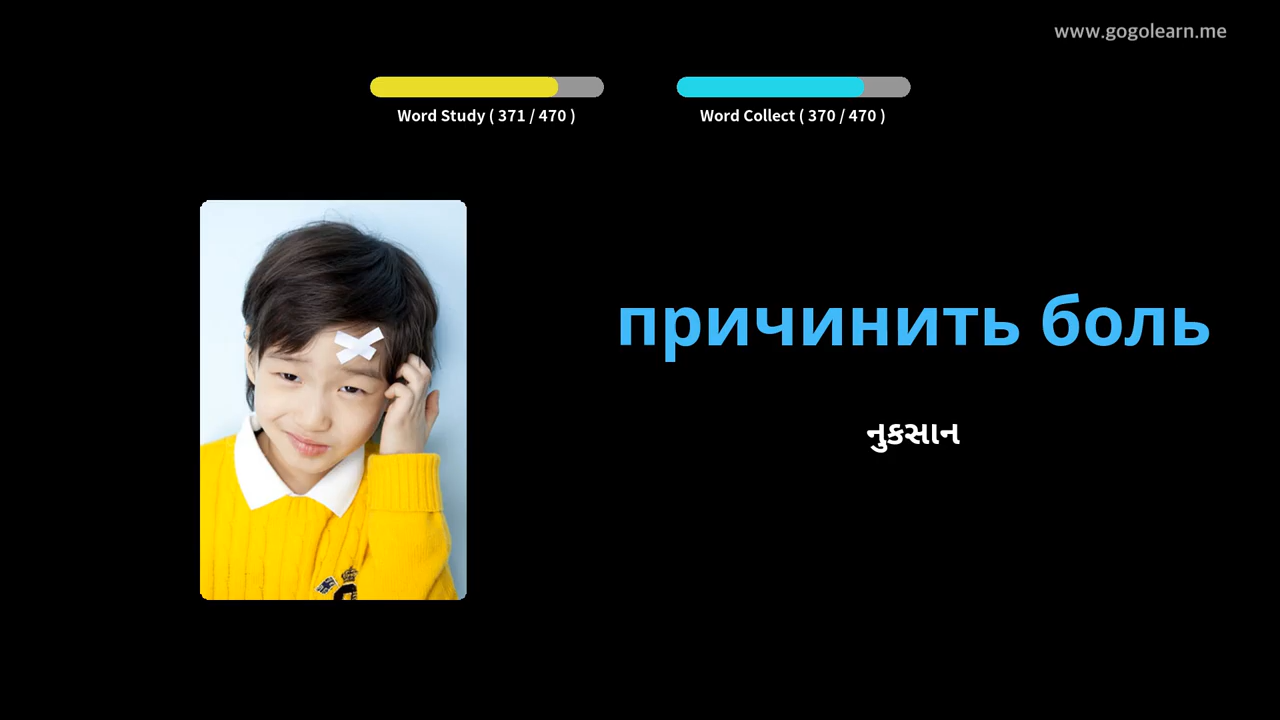 www.gogolearn.me
Word Study ( 371 / 470 )
Word Collect ( 370 / 470 )
причинить боль
નુકસાન